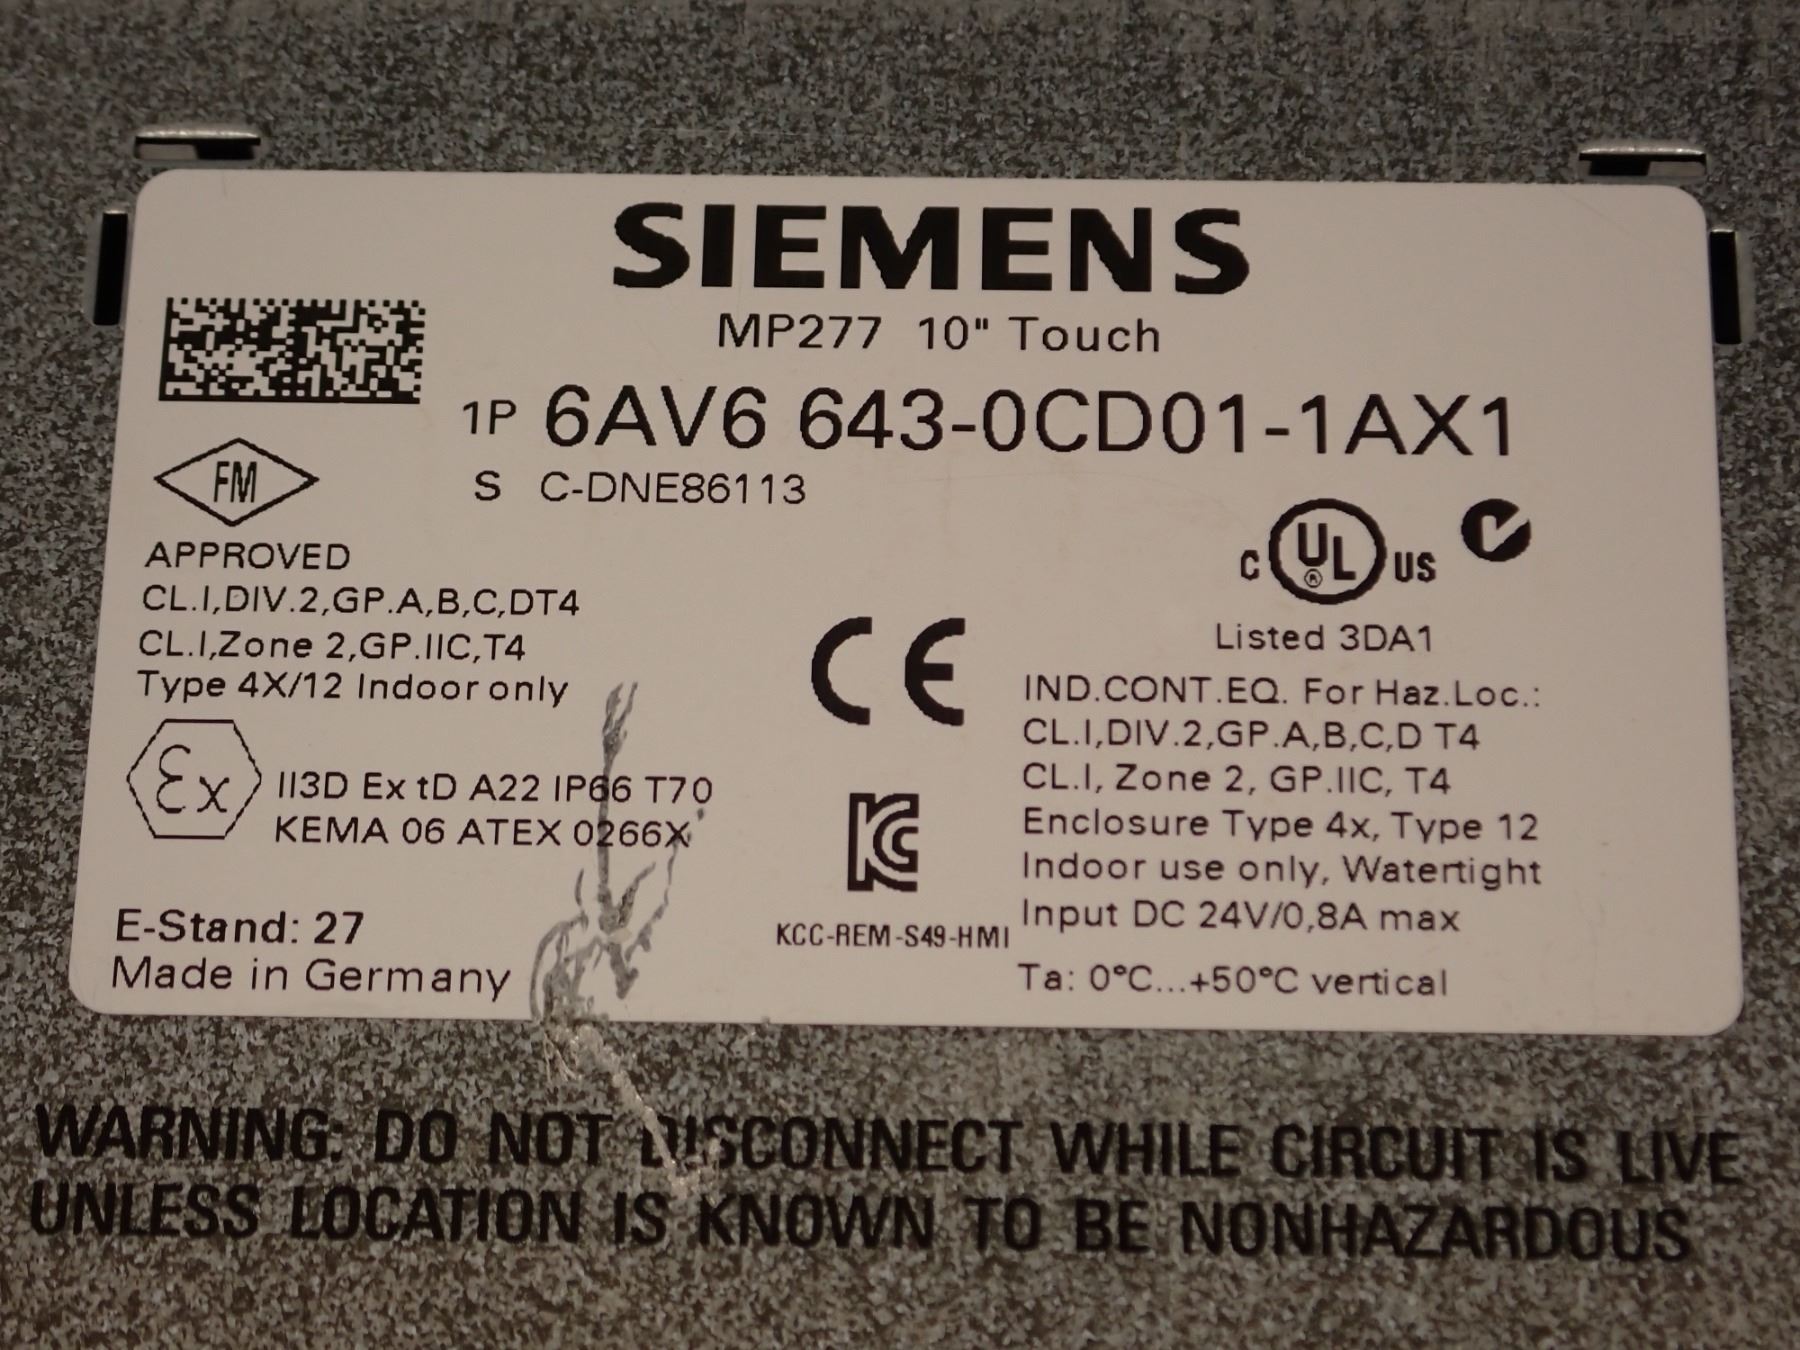 SIEMENS
MP277 10" Touch
1P 6AV6 643-0CD01-1AX1
S C-DNE86113
FM
APPROVED
CL.I,DIV.2,GP.A,B,C,DT4
CL.I,Zone 2,GP.IIC,T4
Type 4X/12 Indoor only
Ex II3D Ex tD A22 IP66 T70
KEMA 06 ATEX 0266X
E-Stand: 27
Made in Germany
CE
KC
KCC-REM-S49-HMI
C UL ® US
Listed 3DA1
IND.CONT.EQ. For Haz.Loc.:
CL.I,DIV.2,GP.A,B,C,D T4
CL.I, Zone 2, GP.IIC, T4
Enclosure Type 4x, Type 12
Indoor use only, Watertight
Input DC 24V/0,8A max
Ta: 0°C...+50°C vertical
WARNING: DO NOT DISCONNECT WHILE CIRCUIT IS LIVE
UNLESS LOCATION IS KNOWN TO BE NONHAZARDOUS